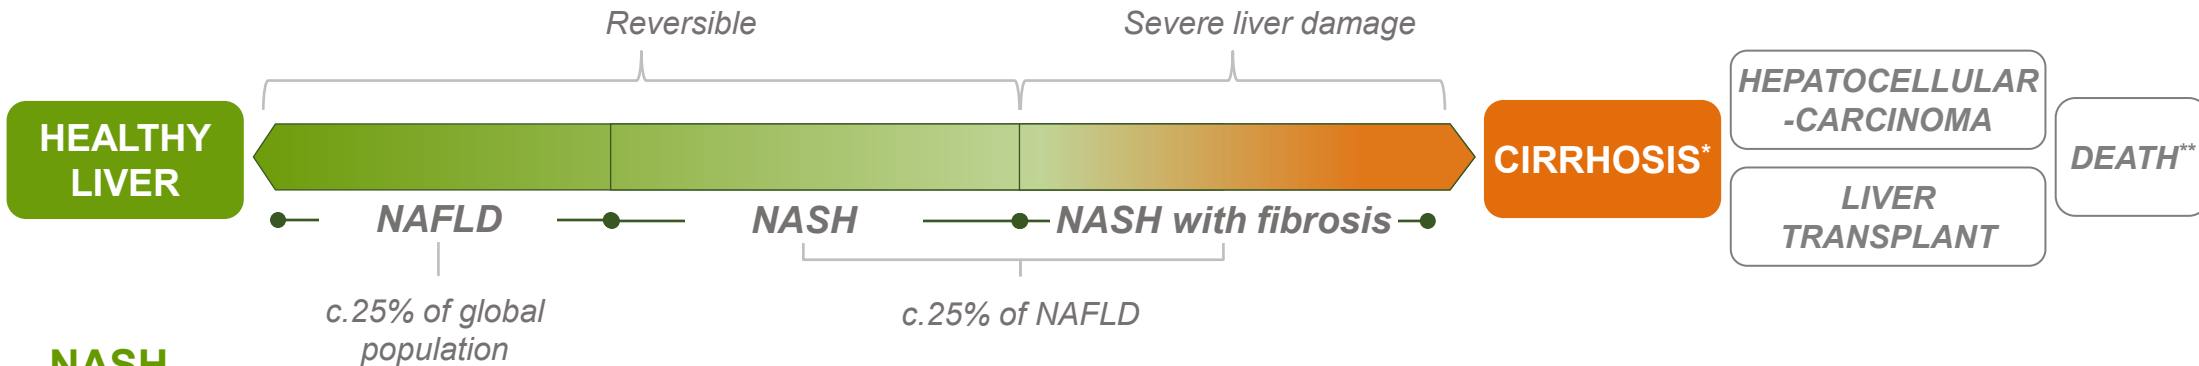 Reversible
Severe liver damage
HEALTHY
LIVER
CIRRHOSIS*
HEPATOCELLULAR
-CARCINOMA
LIVER
TRANSPLANT
DEATH**
NAFLD
NASH
NASH with fibrosis
c.25% of global
population
c.25% of NAFLD
NASH